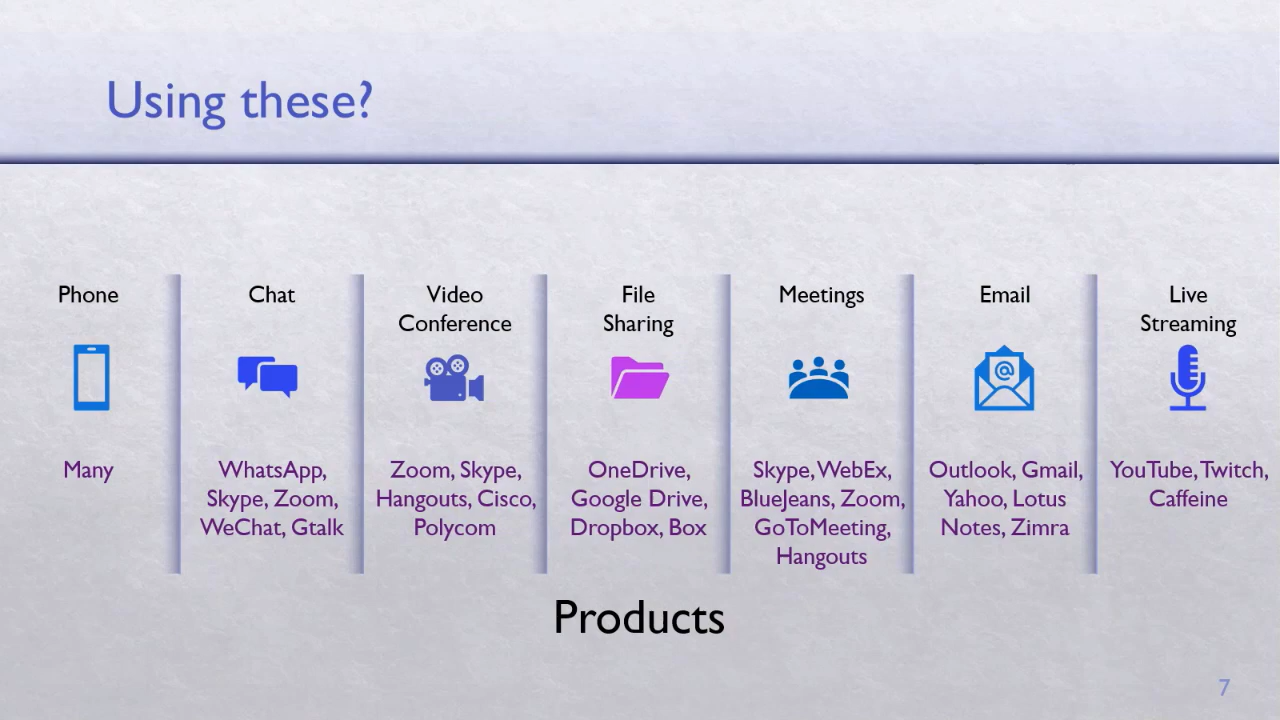 Using these?
Phone
Many
Chat
WhatsApp,
Skype, Zoom,
WeChat, Gtalk
Video
Conference
Zoom, Skype,
Hangouts, Cisco,
Polycom
File
Sharing
OneDrive,
Google Drive,
Dropbox, Box
Meetings
Skype, WebEx,
BlueJeans, Zoom,
GoToMeeting,
Hangouts
Email
@
Outlook, Gmail,
Yahoo, Lotus
Notes, Zimra
Live
Streaming
YouTube, Twitch,
Caffeine
Products
7